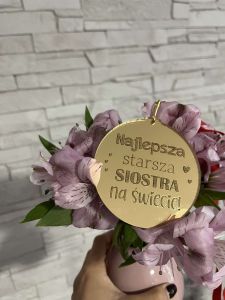 Najlepsza
starsza
SIOSTRA
na świecie!